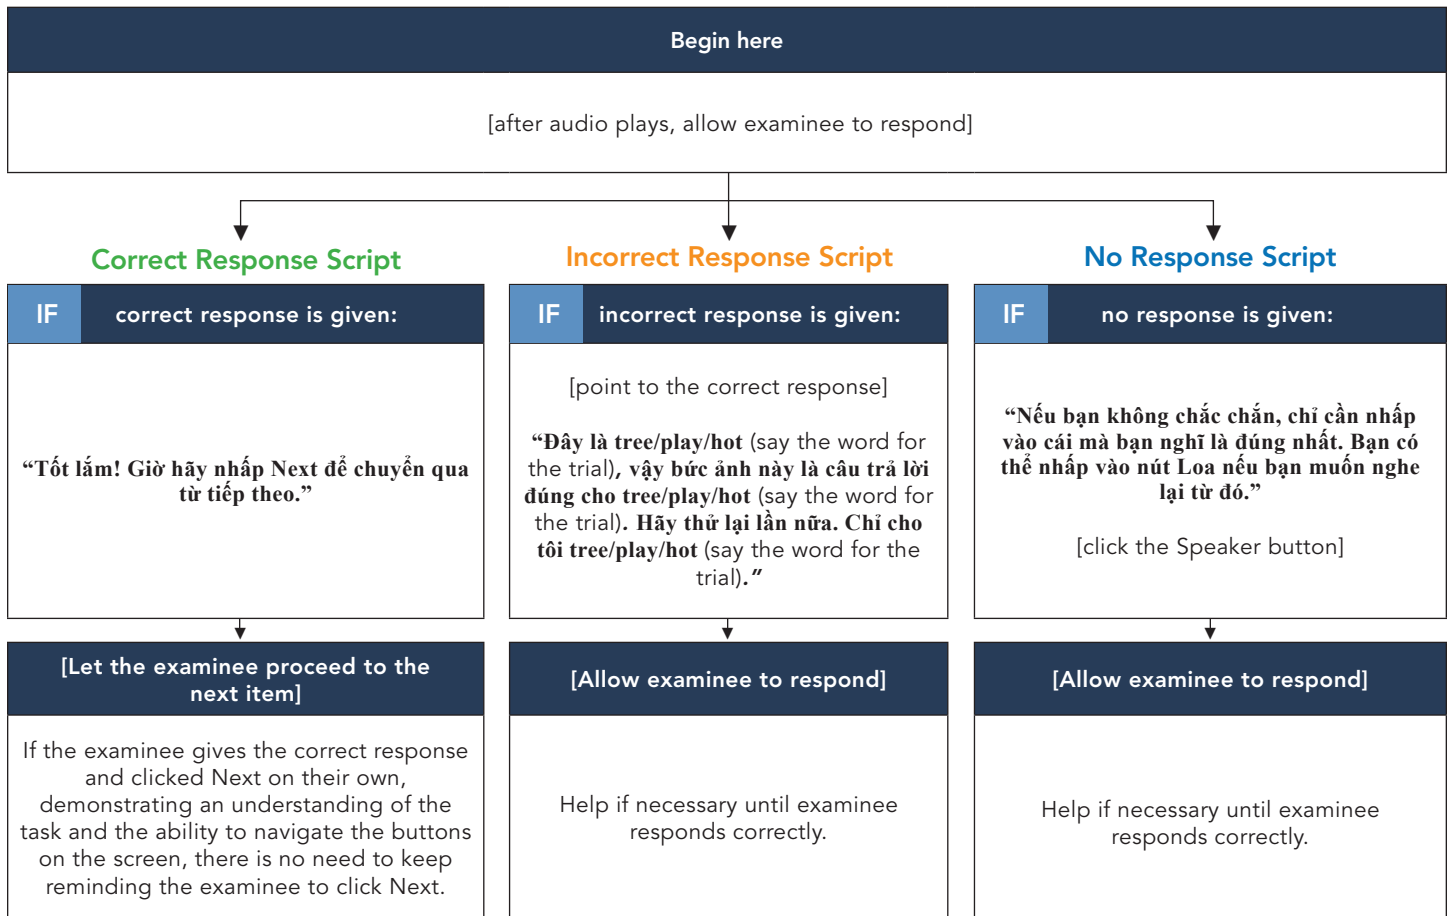 Begin here
[after audio plays, allow examinee to respond]
Correct Response Script
IF correct response is given:
“Tốt lắm! Giờ hãy nhấp Next để chuyển qua
từ tiếp theo.”
[Let the examinee proceed to the
next item]
If the examinee gives the correct response
and clicked Next on their own,
demonstrating an understanding of the
task and the ability to navigate the buttons
on the screen, there is no need to keep
reminding the examinee to click Next.
Incorrect Response Script
IF incorrect response is given:
[point to the correct response]
“Đây là tree/play/hot (say the word for
the trial), vậy bức ảnh này là câu trả lời
đúng cho tree/play/hot (say the word for
the trial). Hãy thử lại lần nữa. Chỉ cho
tôi tree/play/hot (say the word for the
trial).”
[Allow examinee to respond]
Help if necessary until examinee
responds correctly.
No Response Script
IF no response is given:
“Nếu bạn không chắc chắn, chỉ cần nhấp
vào cái mà bạn nghĩ là đúng nhất. Bạn có
thể nhấp vào nút Loa nếu bạn muốn nghe
lại từ đó.”
[click the Speaker button]
[Allow examinee to respond]
Help if necessary until examinee
responds correctly.